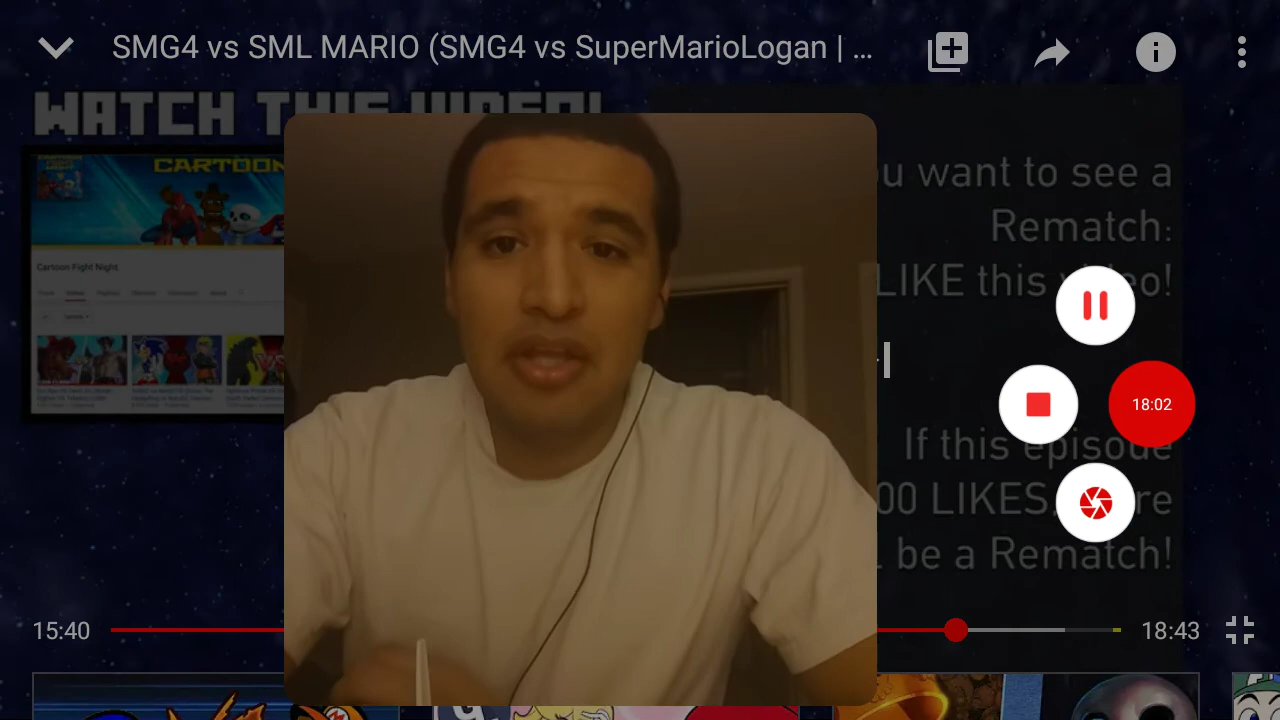 SMG4 vs SML MARIO (SMG4 vs SuperMarioLogan | ...
WATCH THIS VIDEO!
CARTOON
Cartoon Fight Night
u want to see a
Rematch:
LIKE this video!
18:02
If this episode
00 LIKES,
re
be a Rematch!
15:40
18:43